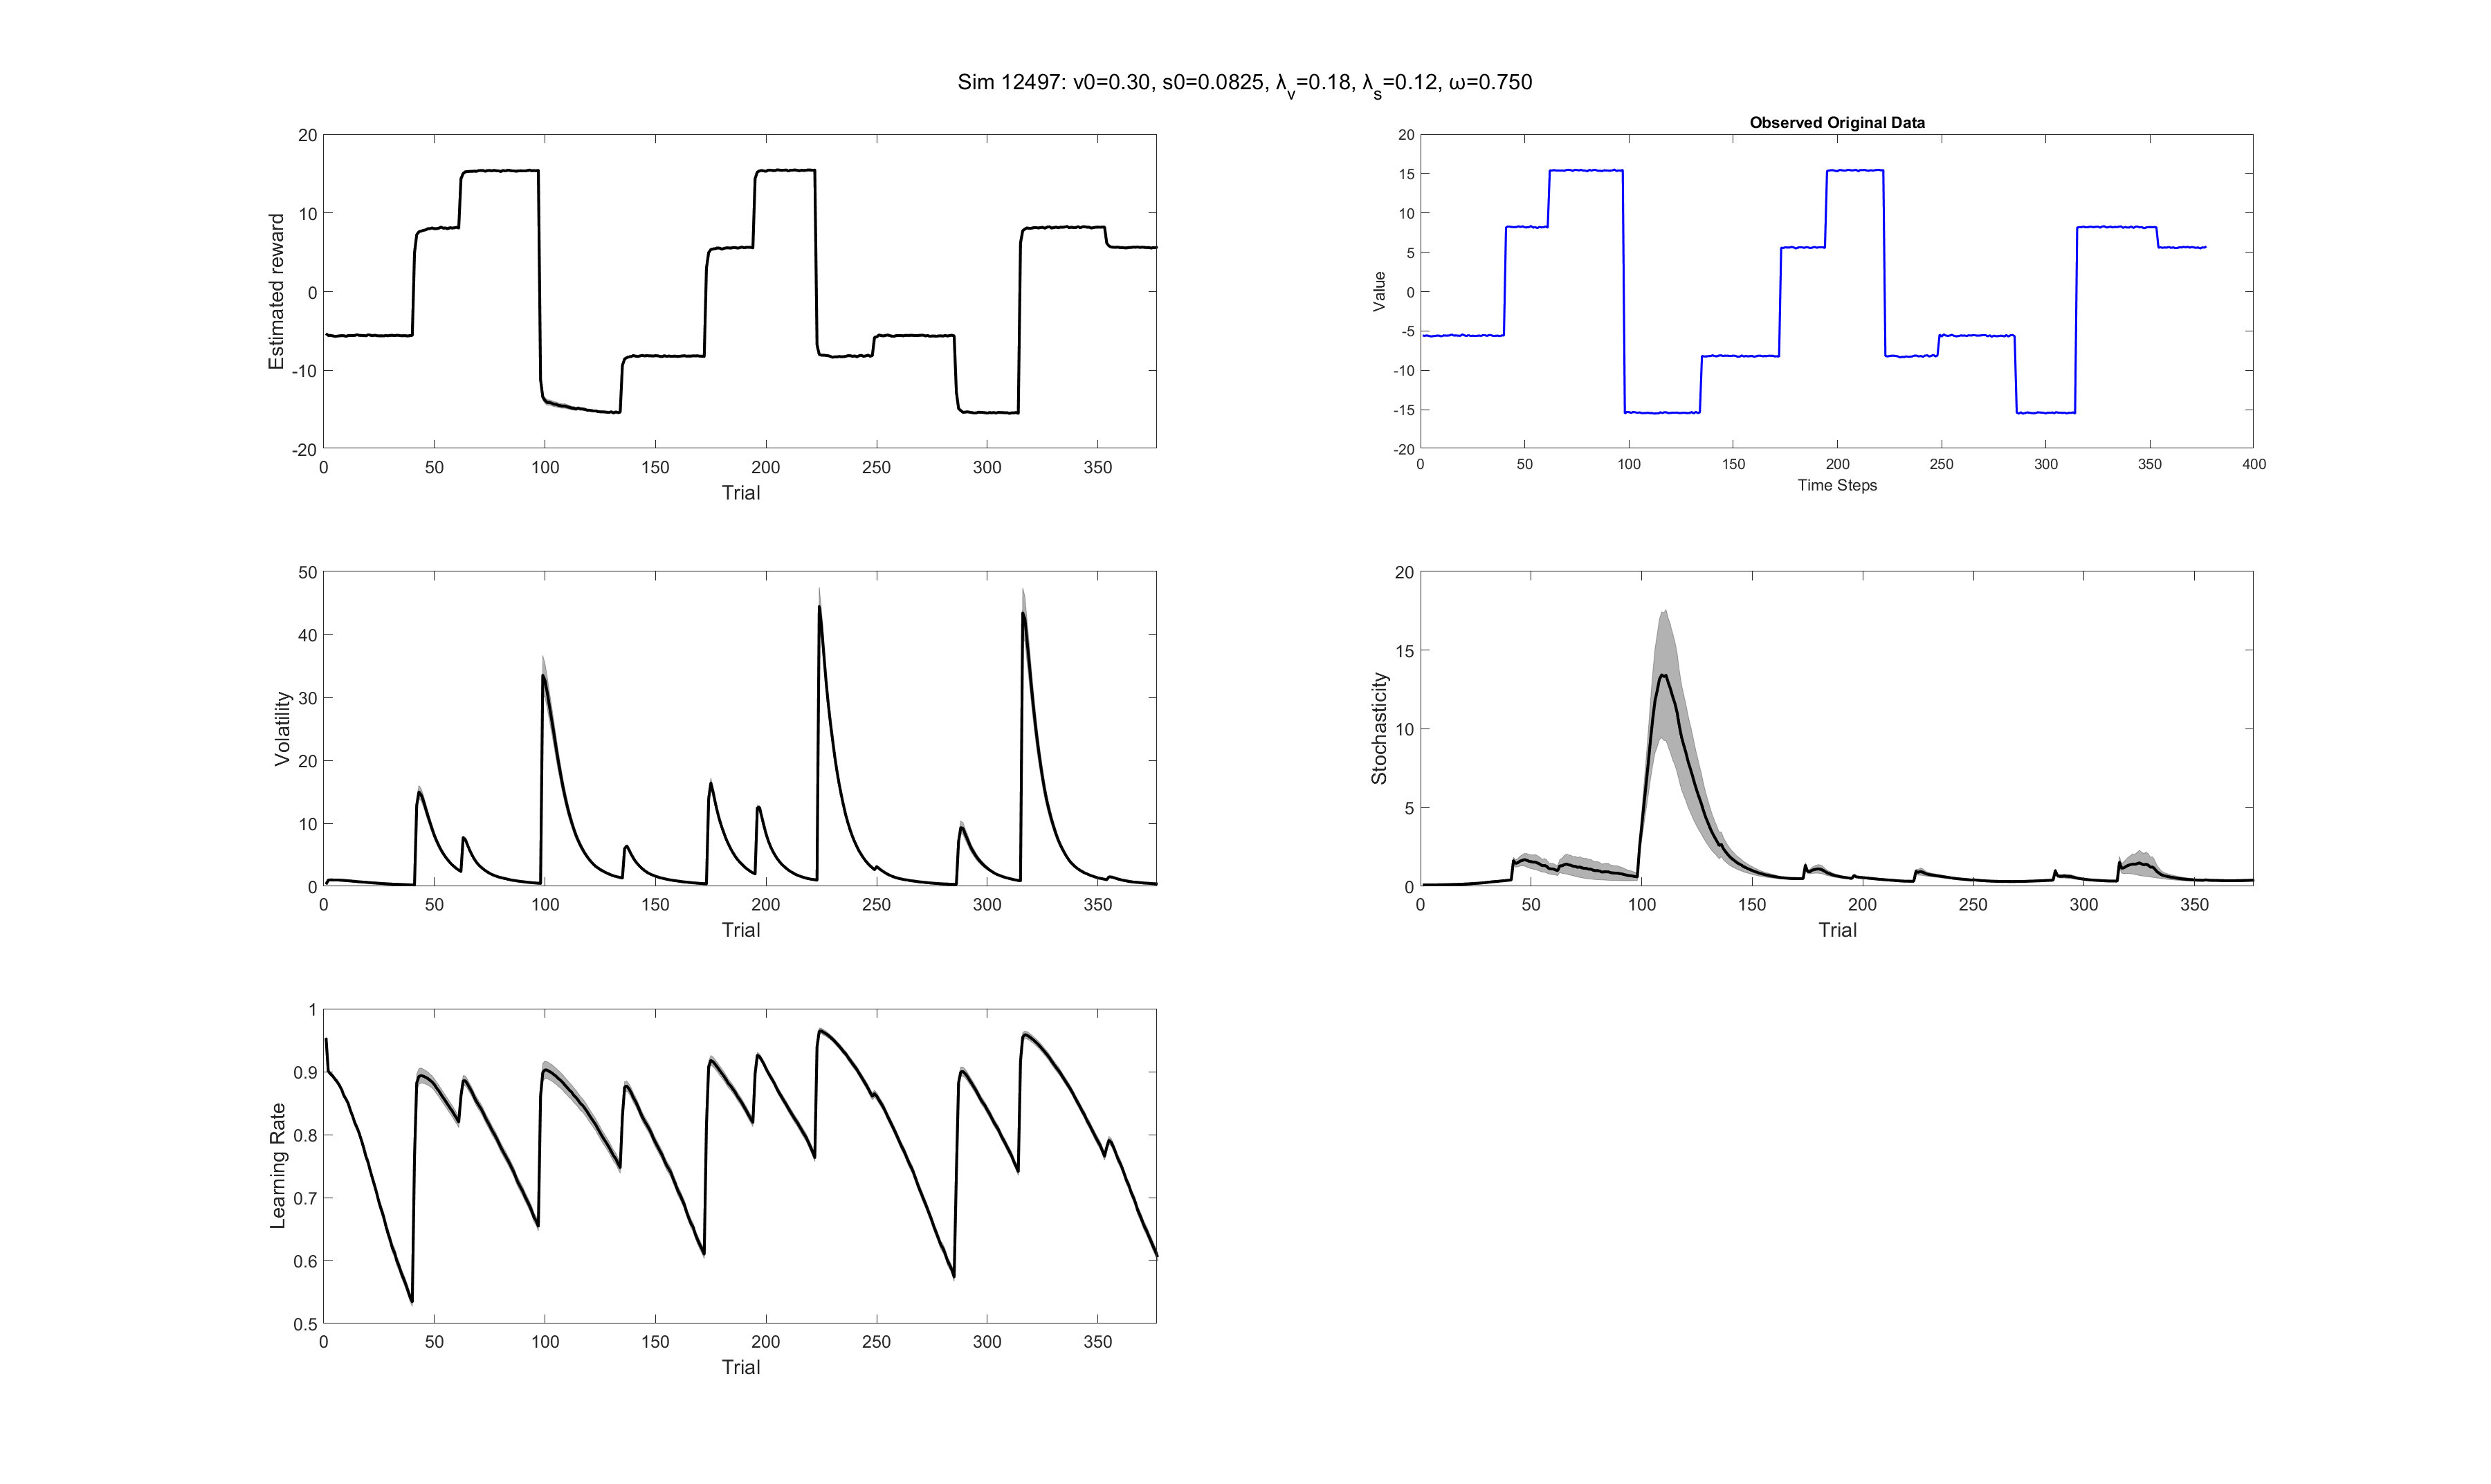 Sim 12497: v0=0.30, s0=0.0825, λv=0.18, λs=0.12, ω=0.750
20
10
0
-10
-20
Estimated reward
0 50 100 150 200 250 300 350
Trial
Observed Original Data
20
15
10
5
0
-5
-10
-15
-20
Value
0 50 100 150 200 250 300 350 400
Time Steps
50
40
30
20
10
0
Volatility
0 50 100 150 200 250 300 350
Trial
20
15
10
5
0
Stochasticity
0 50 100 150 200 250 300 350
Trial
1
0.9
0.8
0.7
0.6
0.5
Learning Rate
0 50 100 150 200 250 300 350
Trial